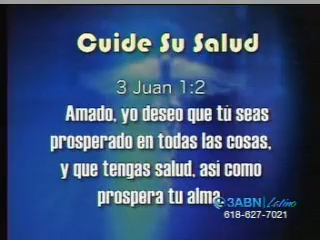 Cuide Su Salud
3 Juan 1:2
Amado, yo deseo que tú seas
prosperado en todas las cosas,
y que tengas salud, así como
prospera tu alma.
3ABN Latino
618-627-7021